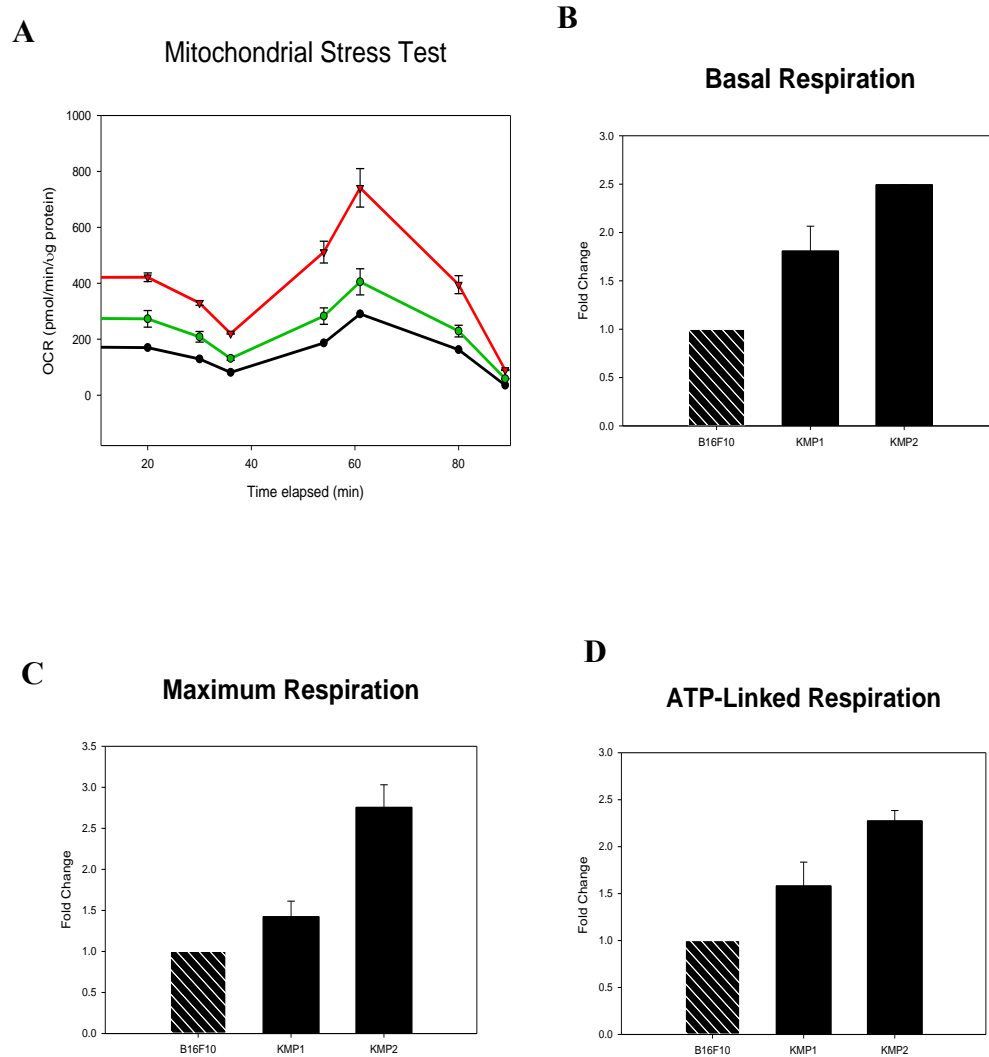 A
Mitochondrial Stress Test
OCR (pmol/min/υg protein)
1000
800
600
400
200
0
20
40
60
80
Time elapsed (min)
B
Basal Respiration
Fold Change
3.0
2.5
2.0
1.5
1.0
0.5
0.0
B16F10
KMP1
KMP2
C
Maximum Respiration
Fold Change
3.5
3.0
2.5
2.0
1.5
1.0
0.5
0.0
B16F10
KMP1
KMP2
D
ATP-Linked Respiration
Fold Change
3.0
2.5
2.0
1.5
1.0
0.5
0.0
B16F10
KMP1
KMP2